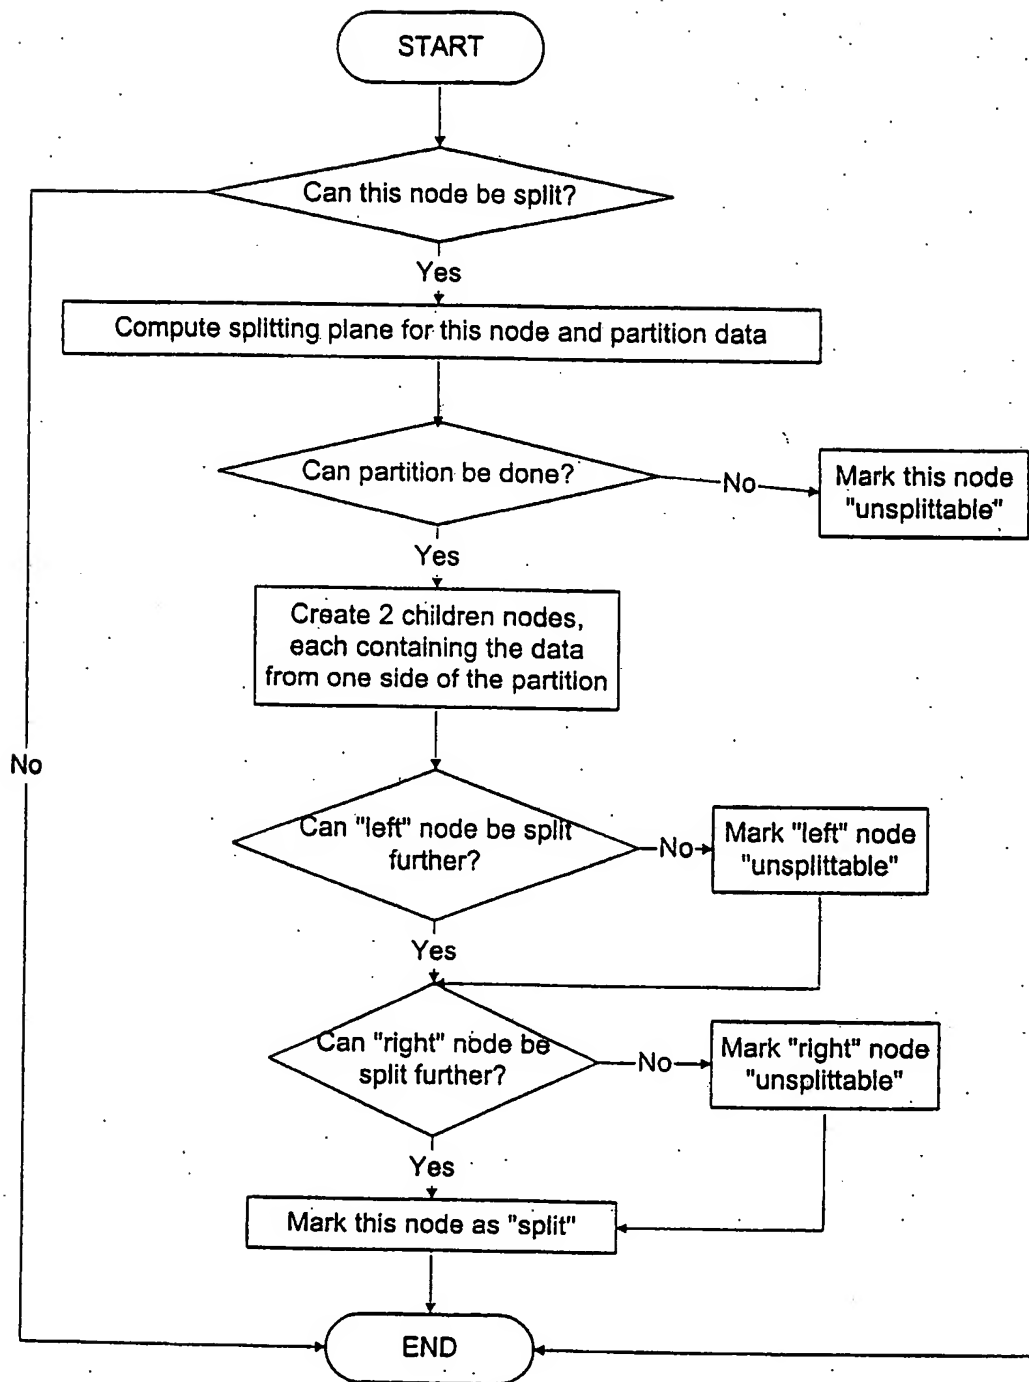 START
Can this node be split?
Yes
Compute splitting plane for this node and partition data
Can partition be done?
No
Mark this node
"unsplittable"
Yes
Create 2 children nodes,
each containing the data
from one side of the partition
No
Can "left" node be split
further?
No
Mark "left" node
"unsplittable"
Yes
Can "right" node be
split further?
No
Mark "right" node
"unsplittable"
Yes
Mark this node as "split"
END